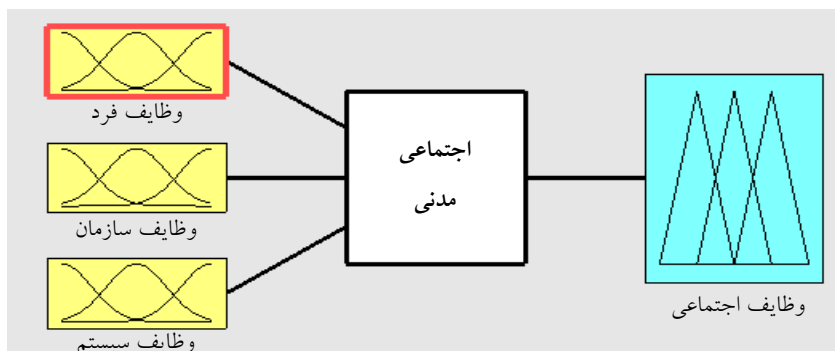 وظایف فرد
وظایف سازمان
وظایف سیستم
اجتماعی
مدنی
وظایف اجتماعی